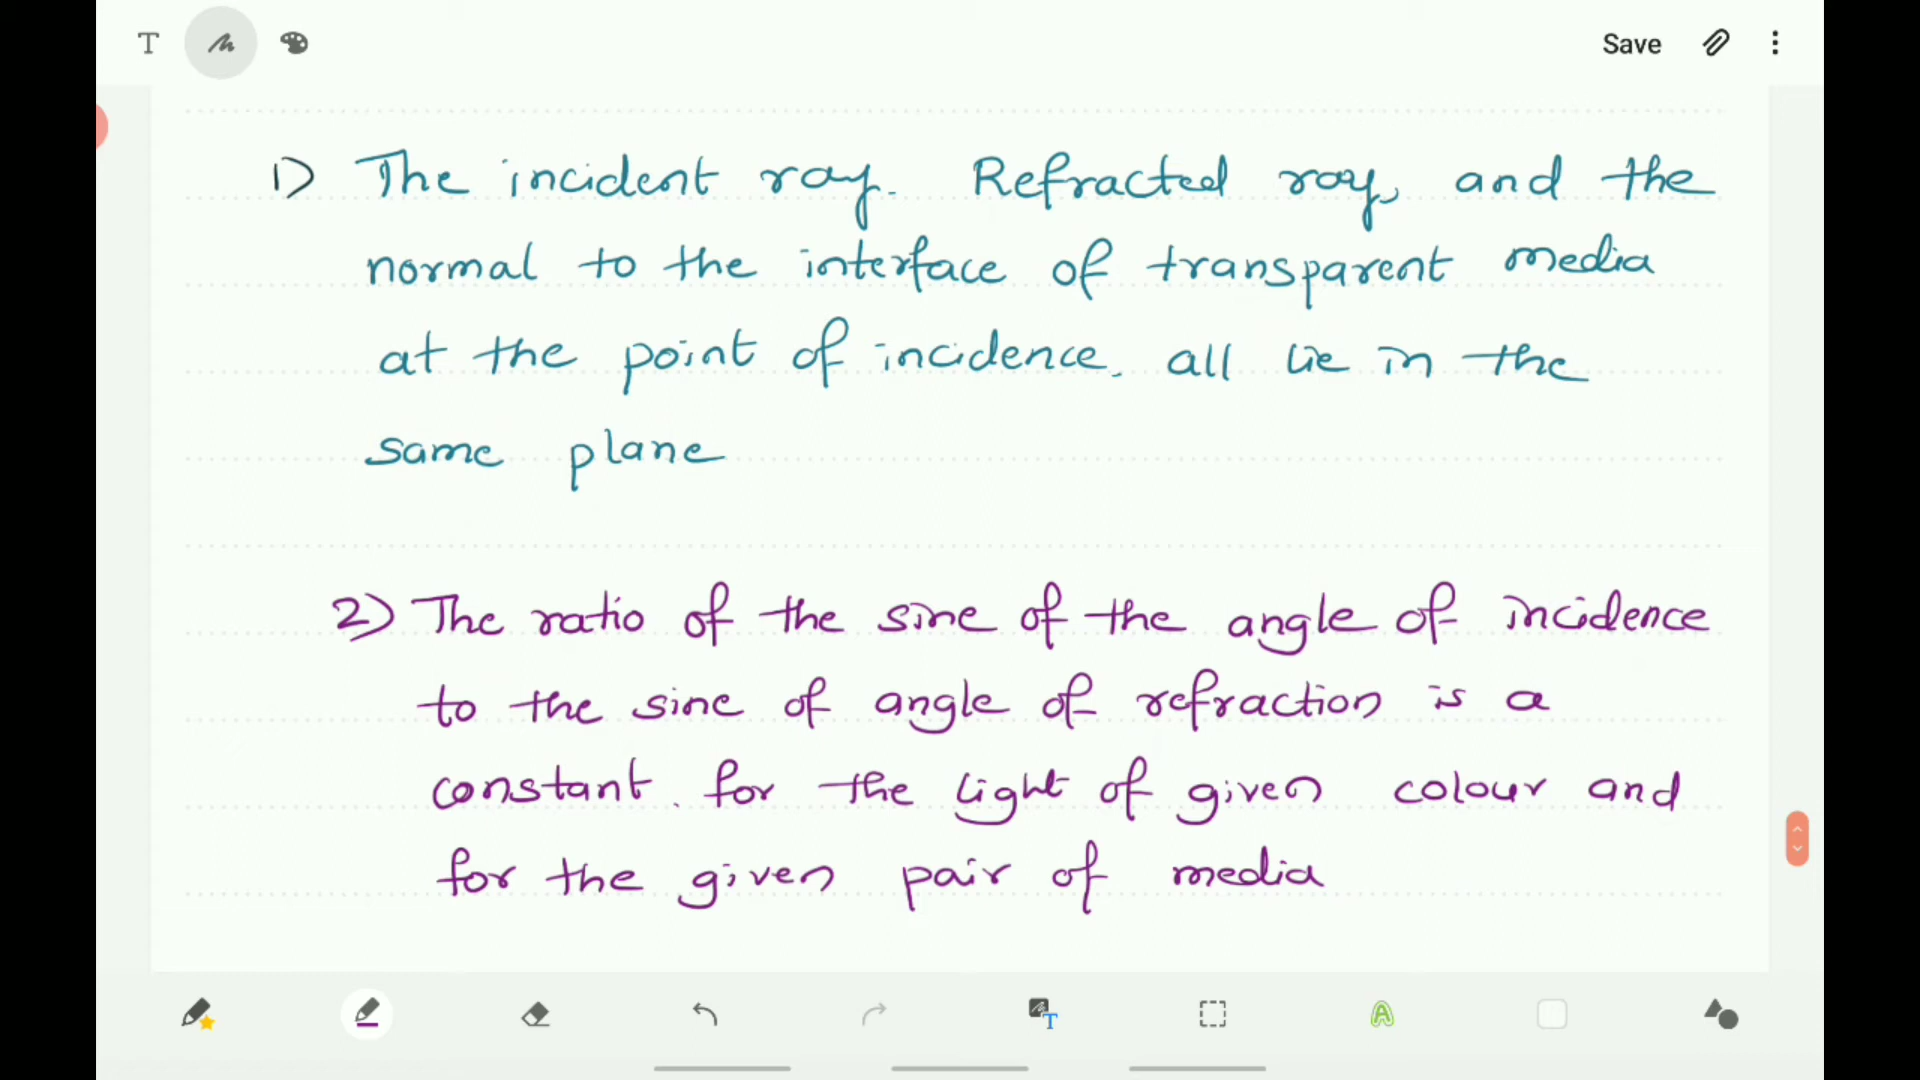 T
Save
1) The incident ray. Refracted ray, and the
normal to the interface of transparent media
at the point of incidence. all lie in the
same plane
2) The ratio of the sine of the angle of incidence
to the sine of angle of refraction is a
constant. for the light of given colour and
for the given pair of media
T
A